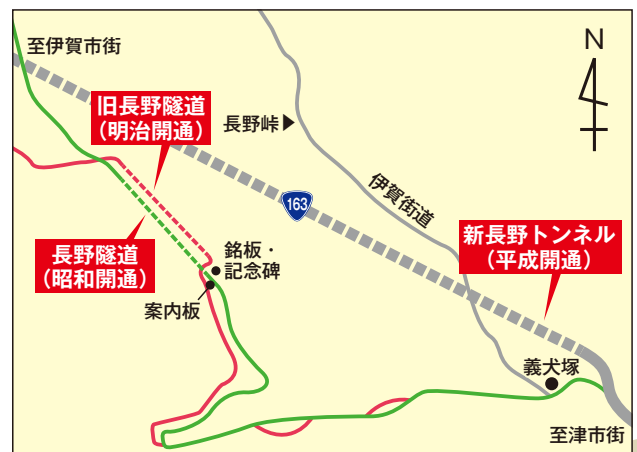 至伊賀市街
N
旧長野隧道
（明治開通）
長野峠
163
伊賀街道
長野隧道
（昭和開通）
銘板・
記念碑
新長野トンネル
（平成開通）
案内板
義犬塚
至津市街